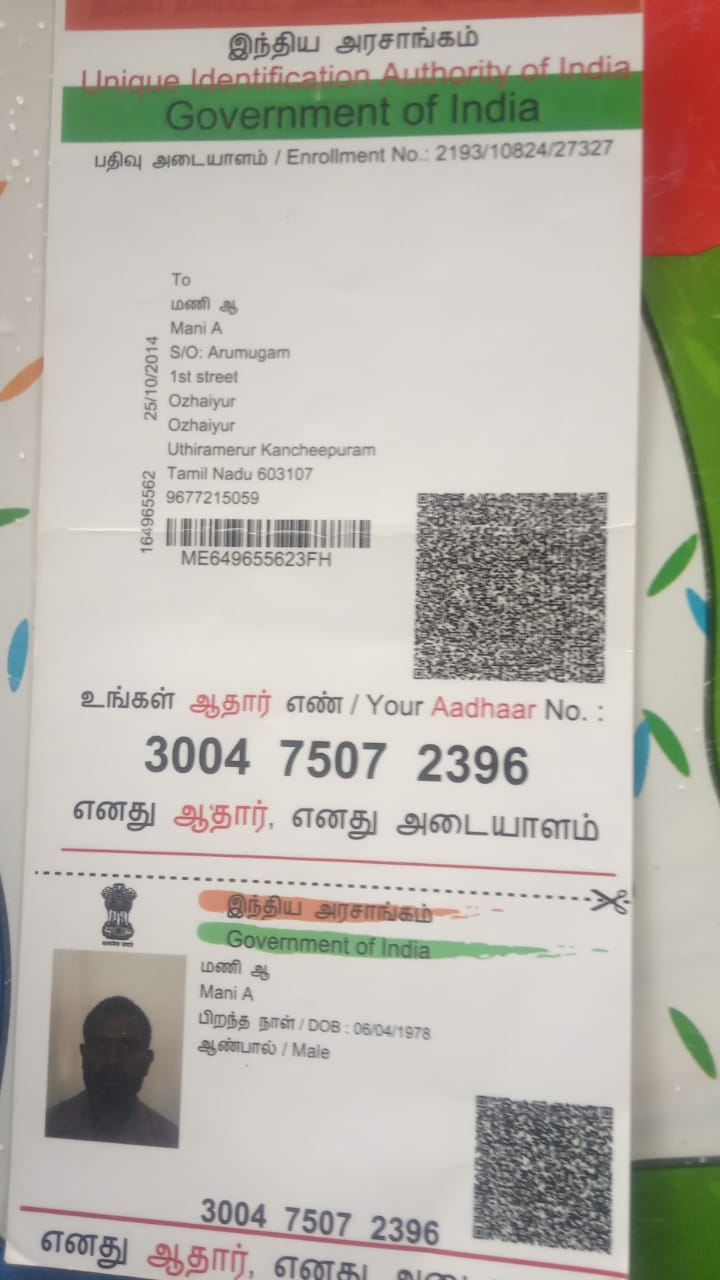 இந்திய அரசாங்கம்
Unique Identification Authority of India
Government of India
பதிவு அடையாளம் / Enrollment No.: 2193/10824/27327
To
மணி ஆ
Mani A
S/O: Arumugam
1st street
Ozhaiyur
Ozhaiyur
Uthiramerur Kancheepuram
Tamil Nadu 603107
9677215059
25/10/2014
164965562
ME649655623FH
உங்கள் ஆதார் எண் / Your Aadhaar No. :
3004 7507 2396
எனது ஆதார், எனது அடையாளம்
இந்திய அரசாங்கம்
Government of India
மணி ஆ
Mani A
பிறந்த நாள் / DOB : 06/04/1978
ஆண்பால் / Male
3004 7507 2396
எனது ஆதார், எனது